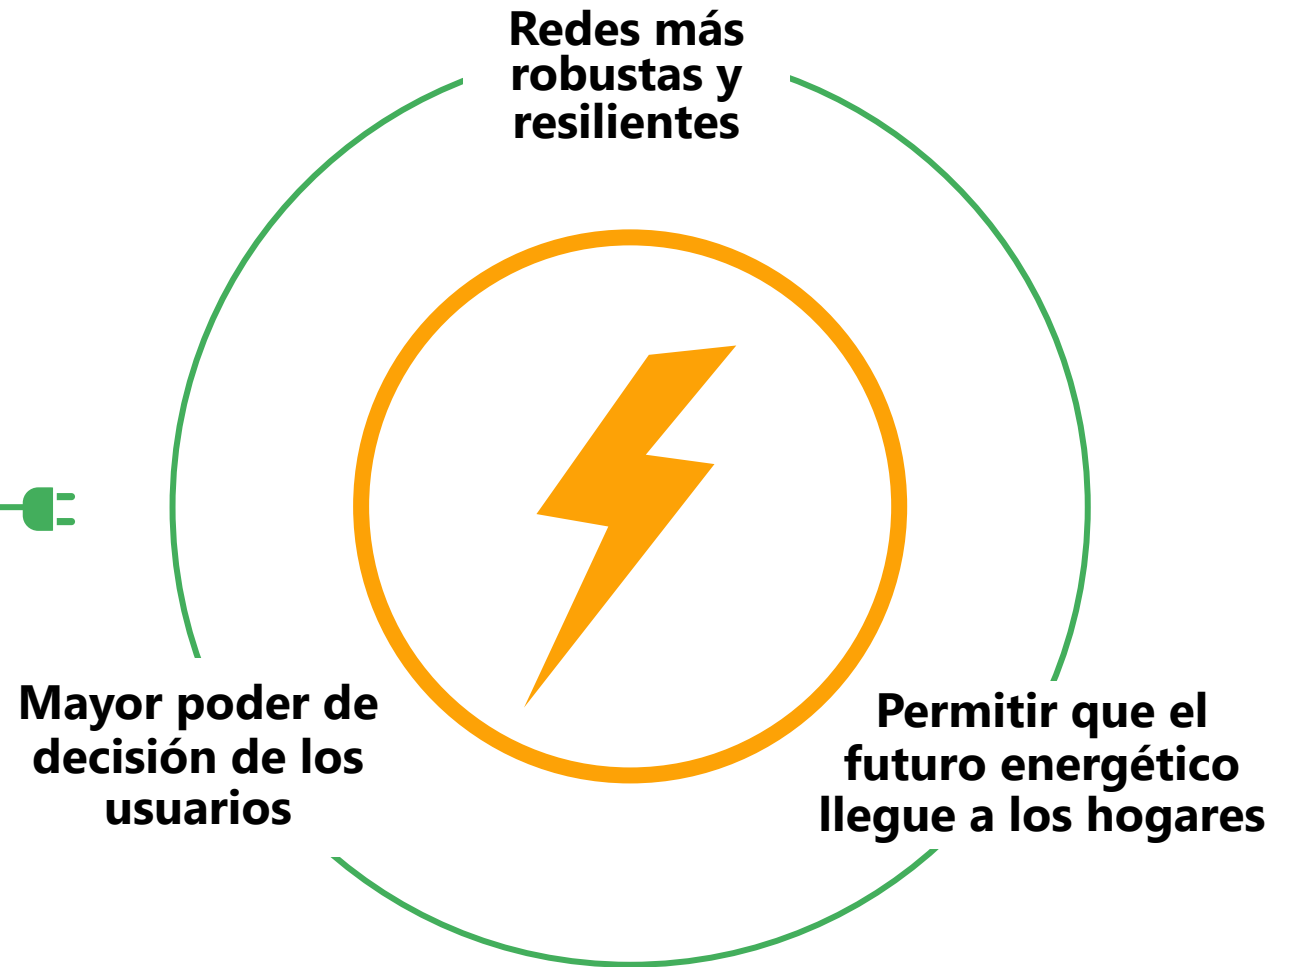 Redes más
robustas y
resilientes
Mayor poder de
decisión de los
usuarios
Permitir que el
futuro energético
llegue a los hogares